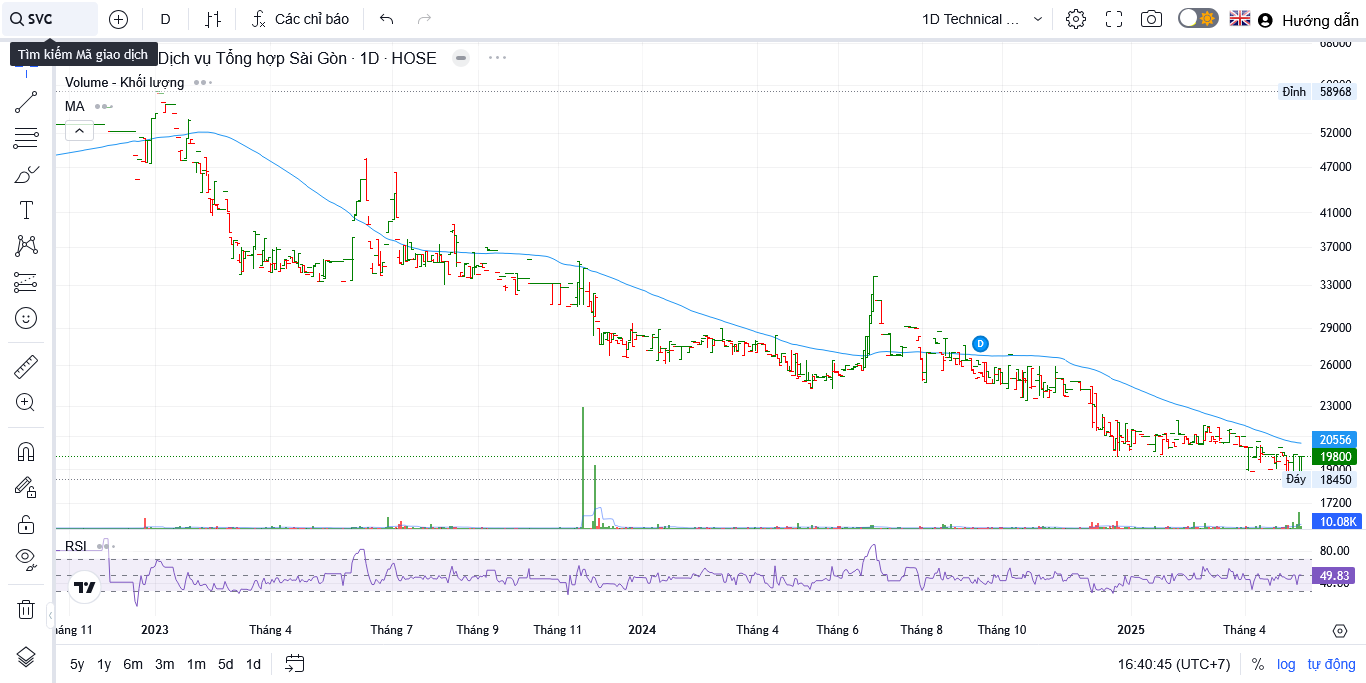 SVC
D
Các chỉ báo
1D Technical ...
Hướng dẫn
Tìm kiếm Mã giao dịch
Dịch vụ Tổng hợp Sài Gòn · 1D · HOSE
Volume - Khối lượng
MA
68000
Đỉnh 58968
52000
47000
41000
37000
33000
29000
D
26000
23000
20556
19800
19000
Đáy 18450
17200
10.08K
RSI
80.00
49.83
40.00
2023 Tháng 4 Tháng 7 Tháng 9 Tháng 11 2024 Tháng 4 Tháng 6 Tháng 8 Tháng 10 2025 Tháng 4
5y 1y 6m 3m 1m 5d 1d
16:40:45 (UTC+7) % log tự động